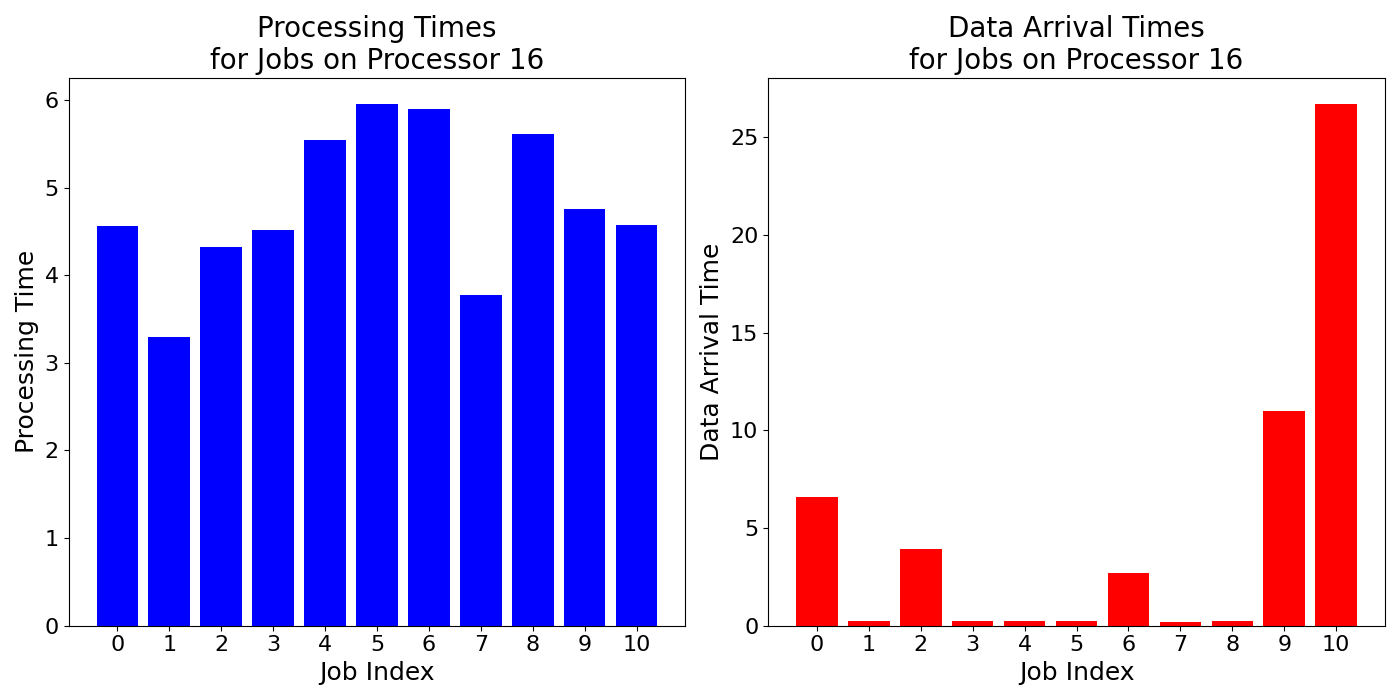 Processing Times
for Jobs on Processor 16
Processing Time
6
5
4
3
2
1
0
0 1 2 3 4 5 6 7 8 9 10
Job Index
Data Arrival Times
for Jobs on Processor 16
Data Arrival Time
25
20
15
10
5
0
0 1 2 3 4 5 6 7 8 9 10
Job Index